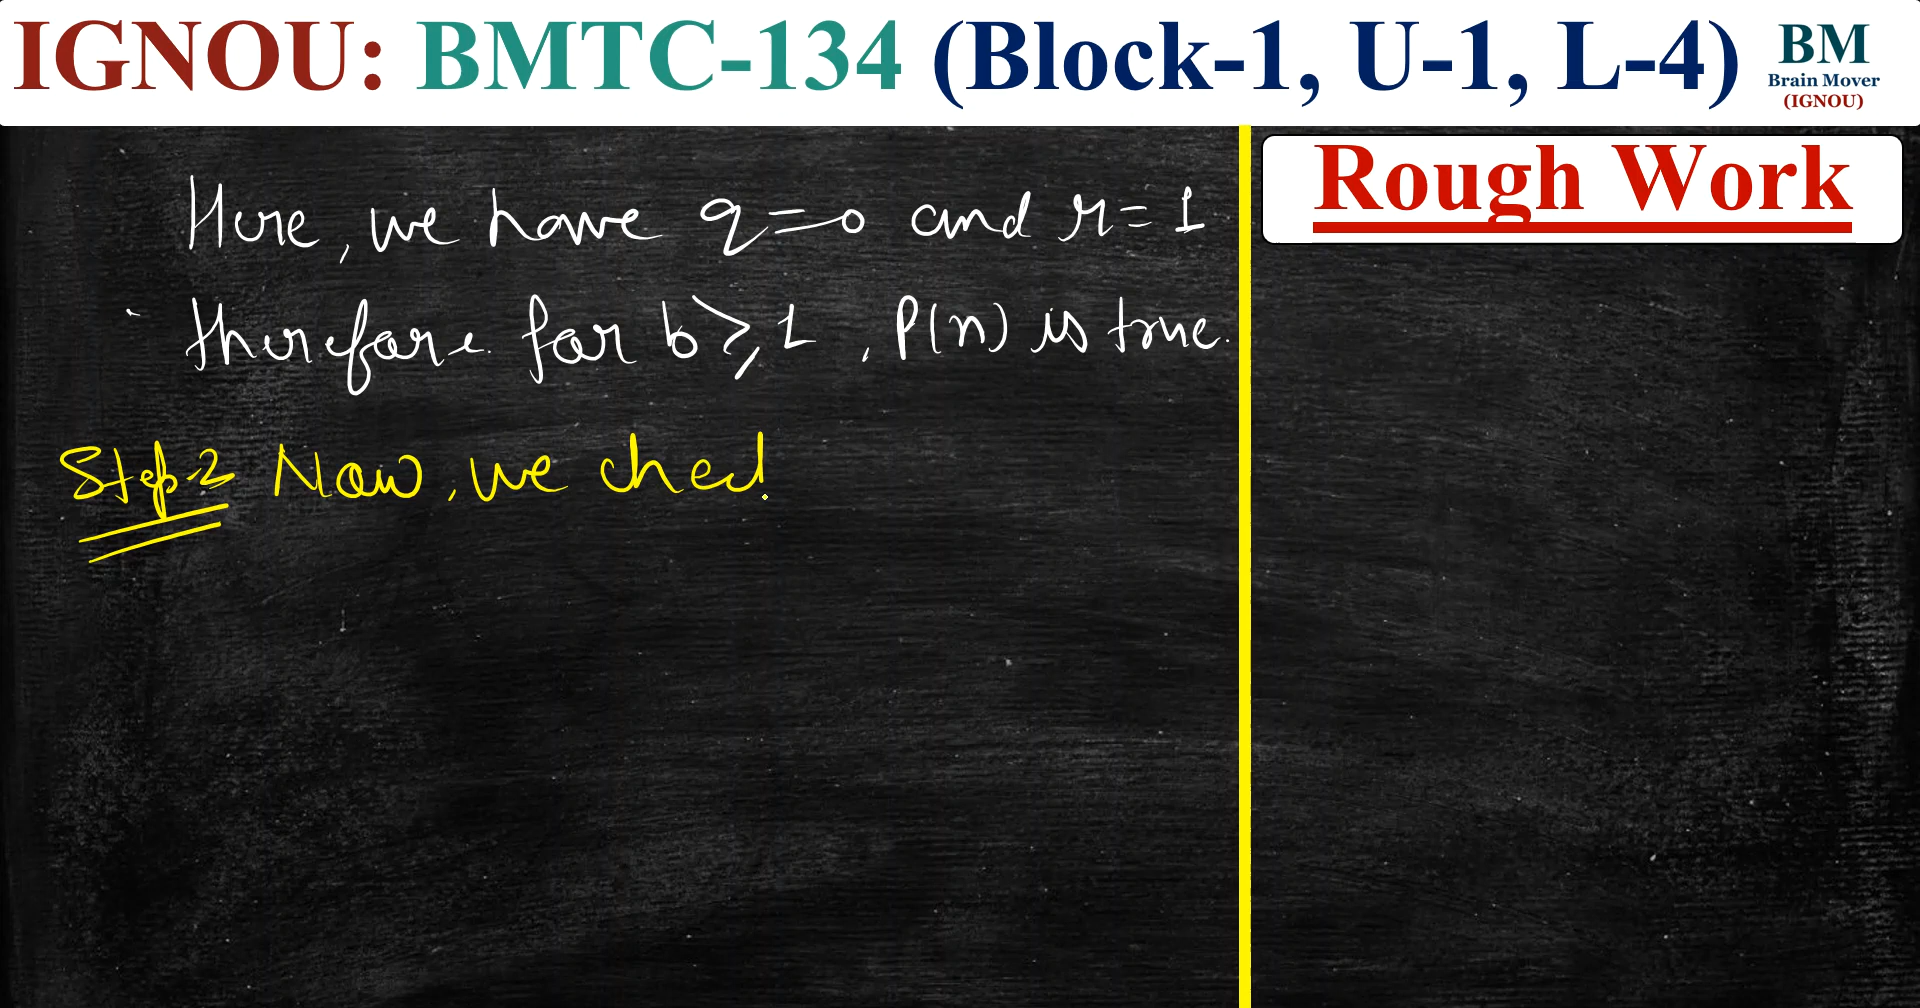 IGNOU: BMTC-134 (Block-1, U-1, L-4)
BM
Brain Mover
(IGNOU)
Rough Work
Here, we have q=0 and r=1
therefore for b⩾1, P(n) is true.
Step-2 Now, we chec